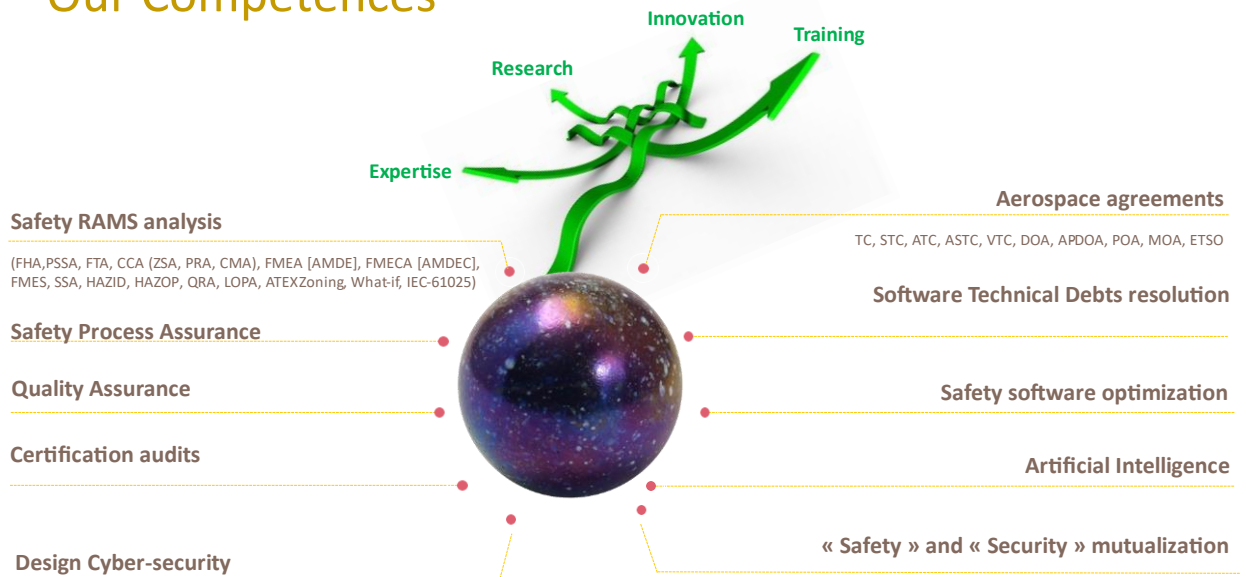 Our Competences
Innovation
Training
Research
Expertise
Safety RAMS analysis
(FHA,PSSA, FTA, CCA (ZSA, PRA, CMA), FMEA [AMDE], FMECA [AMDEC],
FMES, SSA, HAZID, HAZOP, QRA, LOPA, ATEXZoning, What-if, IEC-61025)
Safety Process Assurance
Quality Assurance
Certification audits
Design Cyber-security
Aerospace agreements
TC, STC, ATC, ASTC, VTC, DOA, APDOA, POA, MOA, ETSO
Software Technical Debts resolution
Safety software optimization
Artificial Intelligence
« Safety » and « Security » mutualization